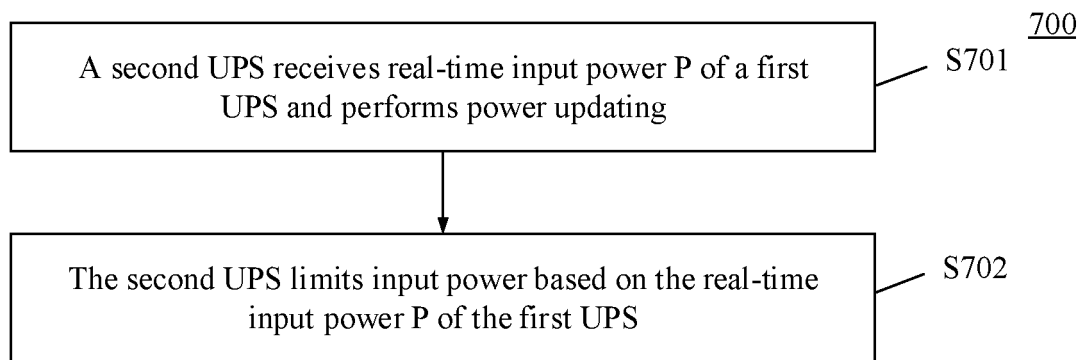 700
A second UPS receives real-time input power P of a first
UPS and performs power updating
S701
The second UPS limits input power based on the real-time
input power P of the first UPS
S702